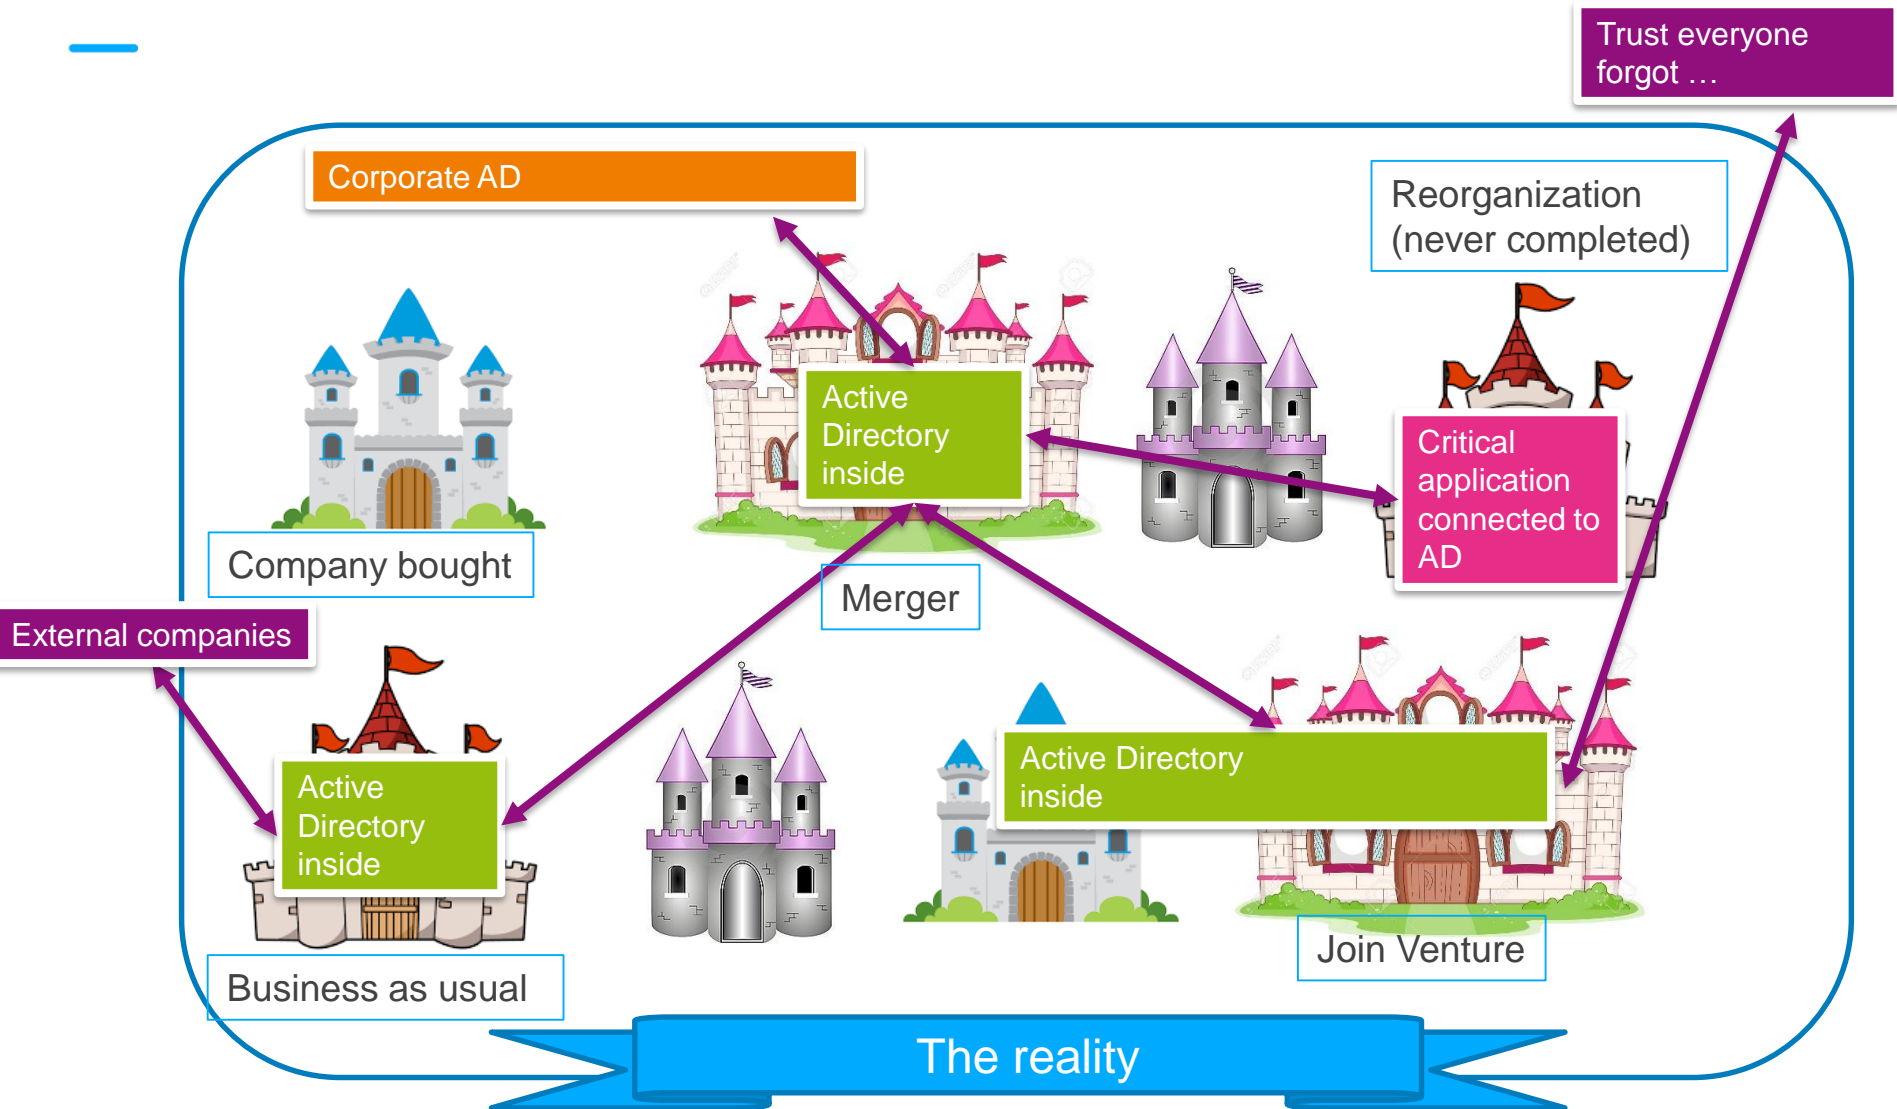 Trust everyone
forgot …
Corporate AD
Reorganization
(never completed)
Active
Directory
inside
Critical
application
connected to
AD
Company bought
Merger
External companies
Active Directory
inside
Active
Directory
inside
Join Venture
Business as usual
The reality